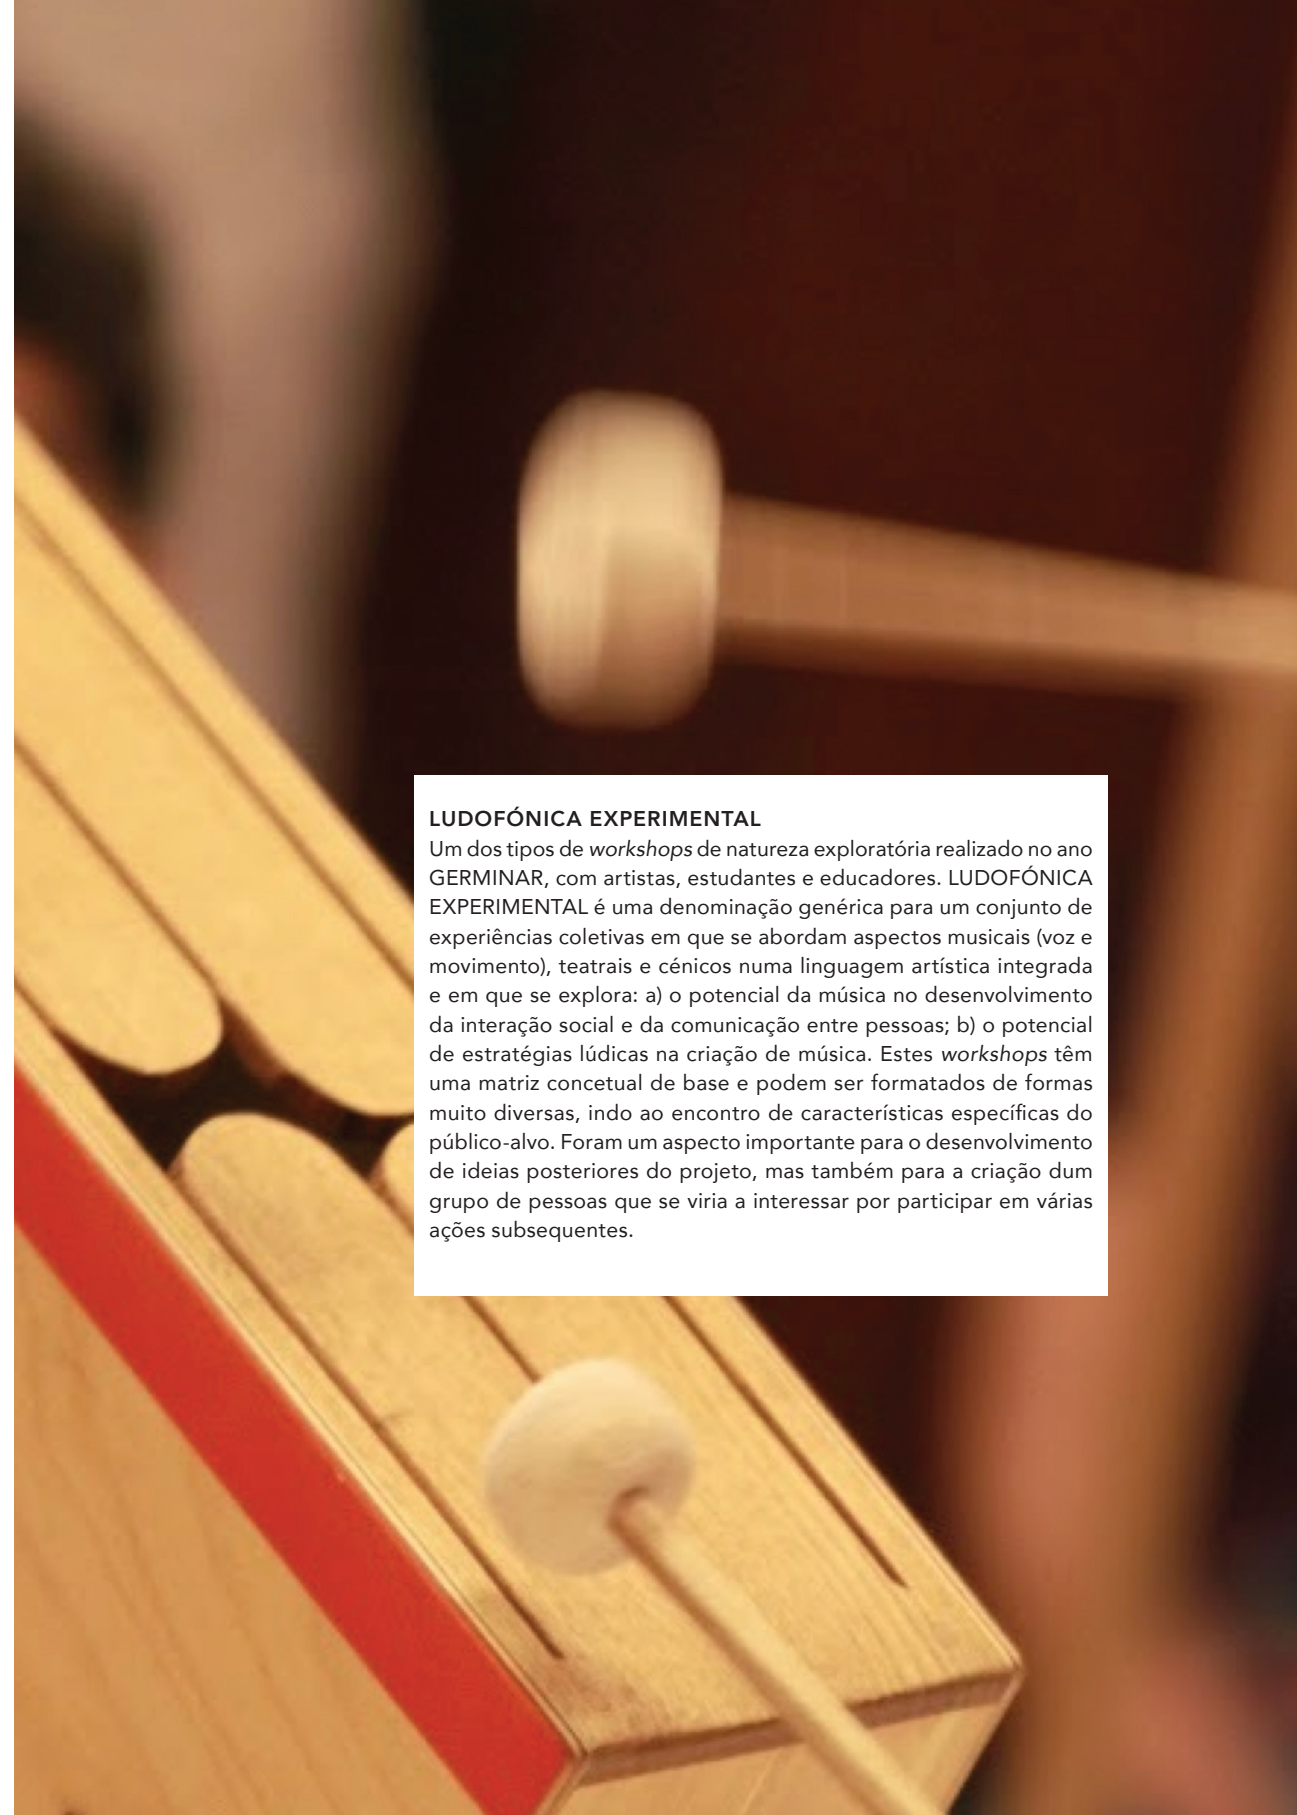 LUDOFÓNICA EXPERIMENTAL
Um dos tipos de workshops de natureza exploratória realizado no ano
GERMINAR, com artistas, estudantes e educadores. LUDOFÓNICA
EXPERIMENTAL é uma denominação genérica para um conjunto de
experiências coletivas em que se abordam aspectos musicais (voz e
movimento), teatrais e cénicos numa linguagem artística integrada
e em que se explora: a) o potencial da música no desenvolvimento
da interação social e da comunicação entre pessoas; b) o potencial
de estratégias lúdicas na criação de música. Estes workshops têm
uma matriz concetual de base e podem ser formatados de formas
muito diversas, indo ao encontro de características específicas do
público-alvo. Foram um aspecto importante para o desenvolvimento
de ideias posteriores do projeto, mas também para a criação dum
grupo de pessoas que se viria a interessar por participar em várias
ações subsequentes.